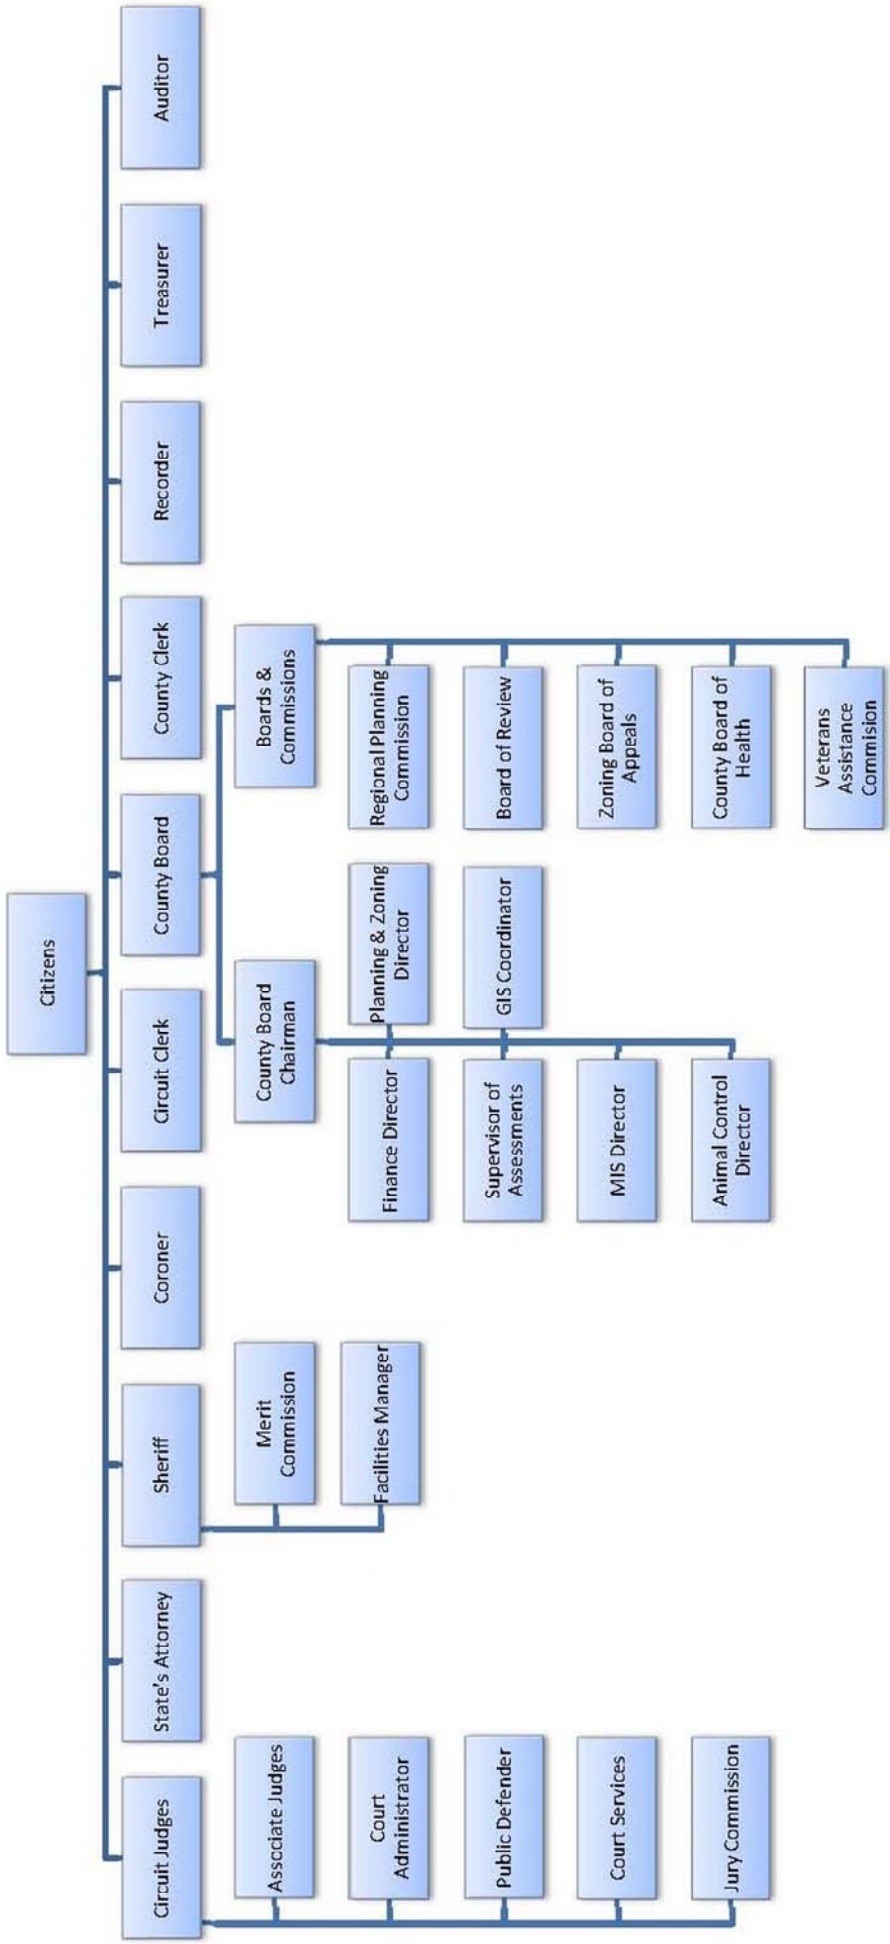 Citizens
Circuit Judges
State's Attorney
Sheriff
Coroner
Circuit Clerk
County Board
County Clerk
Recorder
Treasurer
Auditor
Asscciate Judges
Court
Administrator
Public Defender
Court Services
Jury Commission
Merit
Commission
Facilities Manager
County Board
Chairman
Finance Director
Planning & Zoning
Director
Supervisor of
Assessments
GIS Coordinator
MIS Director
Animal Control
Director
Boards &
Commissions
Regional Planning
Commission
Board of Review
Zoning Board of
Appeals
County Board of
Health
Veterans
Assistance
Commision